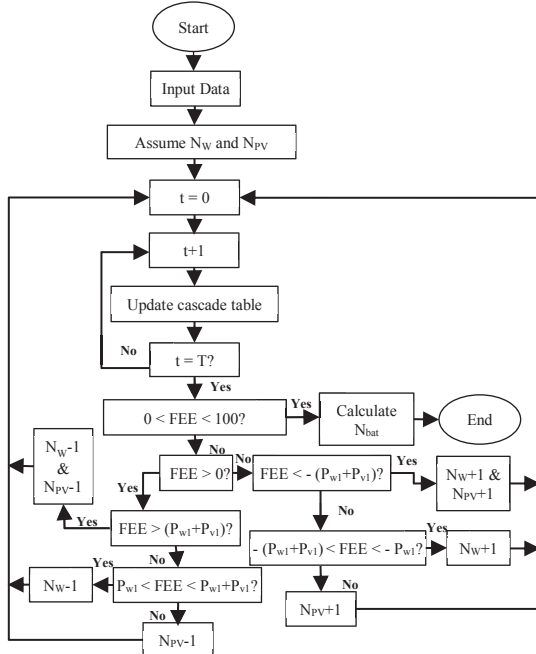 Start
Input Data
Assume N_W and N_PV
t = 0
t+1
Update cascade table
No
t = T?
Yes
0 < FEE < 100?
Yes
Calculate
N_bat
End
No
N_W-1
&
N_PV-1
FEE > 0?
No
FEE < - (P_w1+P_v1)?
Yes
N_W+1 &
N_PV+1
Yes
No
Yes
FEE > (P_w1+P_v1)?
- (P_w1+P_v1) < FEE < - P_w1?
Yes
N_W+1
No
N_W-1
Yes
P_w1 < FEE < P_w1+P_v1?
No
N_PV+1
No
N_PV-1